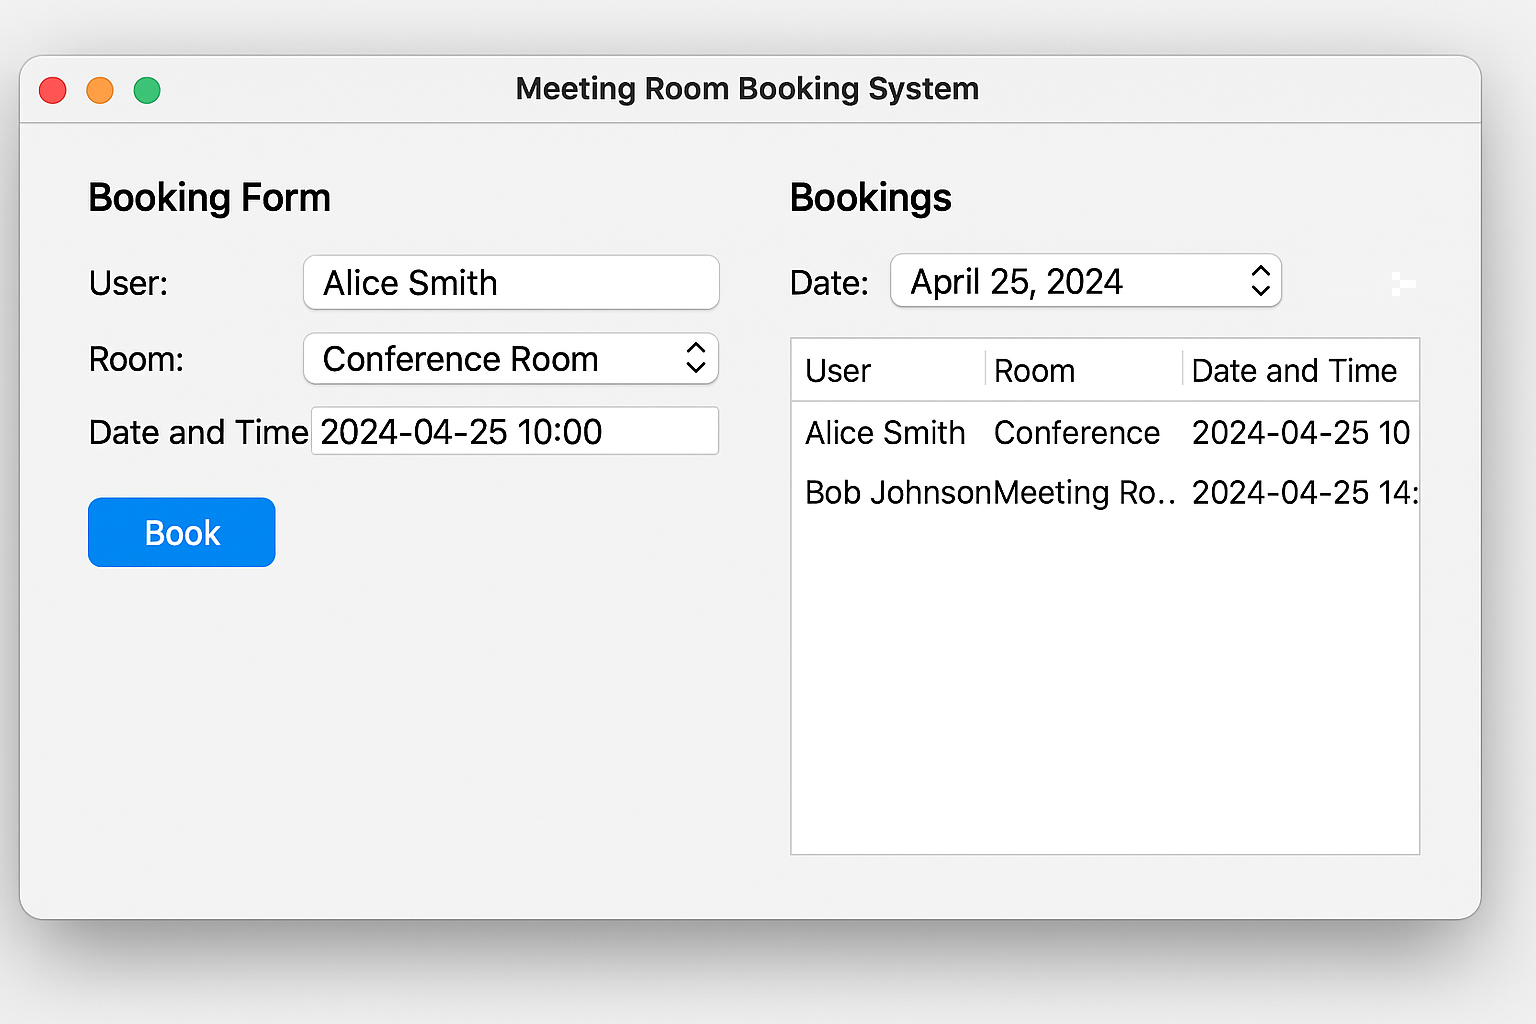 Meeting Room Booking System
Booking Form
User: Alice Smith
Room: Conference Room
Date and Time 2024-04-25 10:00
Book
Bookings
Date: April 25, 2024
User Room Date and Time
Alice Smith Conference 2024-04-25 10
Bob Johnson Meeting Ro.. 2024-04-25 14: